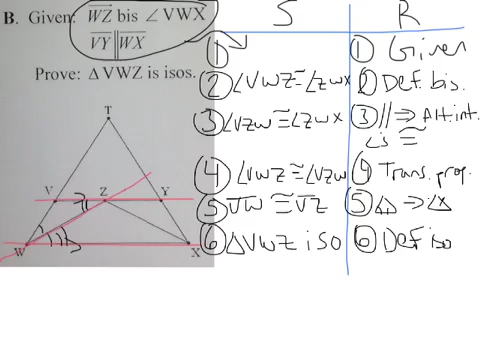 S R
B. Given: WZ bis ∠VWX
VY ∥ WX
Prove: Δ VWZ is isos.
T
V Z Y
W X
① ① Given
② ∠VWZ≅∠ZWX ② Def. bis.
③ ∠VZW≅∠ZWX ③ // ⇒ Alt. int.
∠'s ≅
④ ∠VWZ≅∠VZW ④ Trans. prop.
⑤ VW ≅ VZ ⑤
⑥ ΔVWZ iso ⑥ Def iso